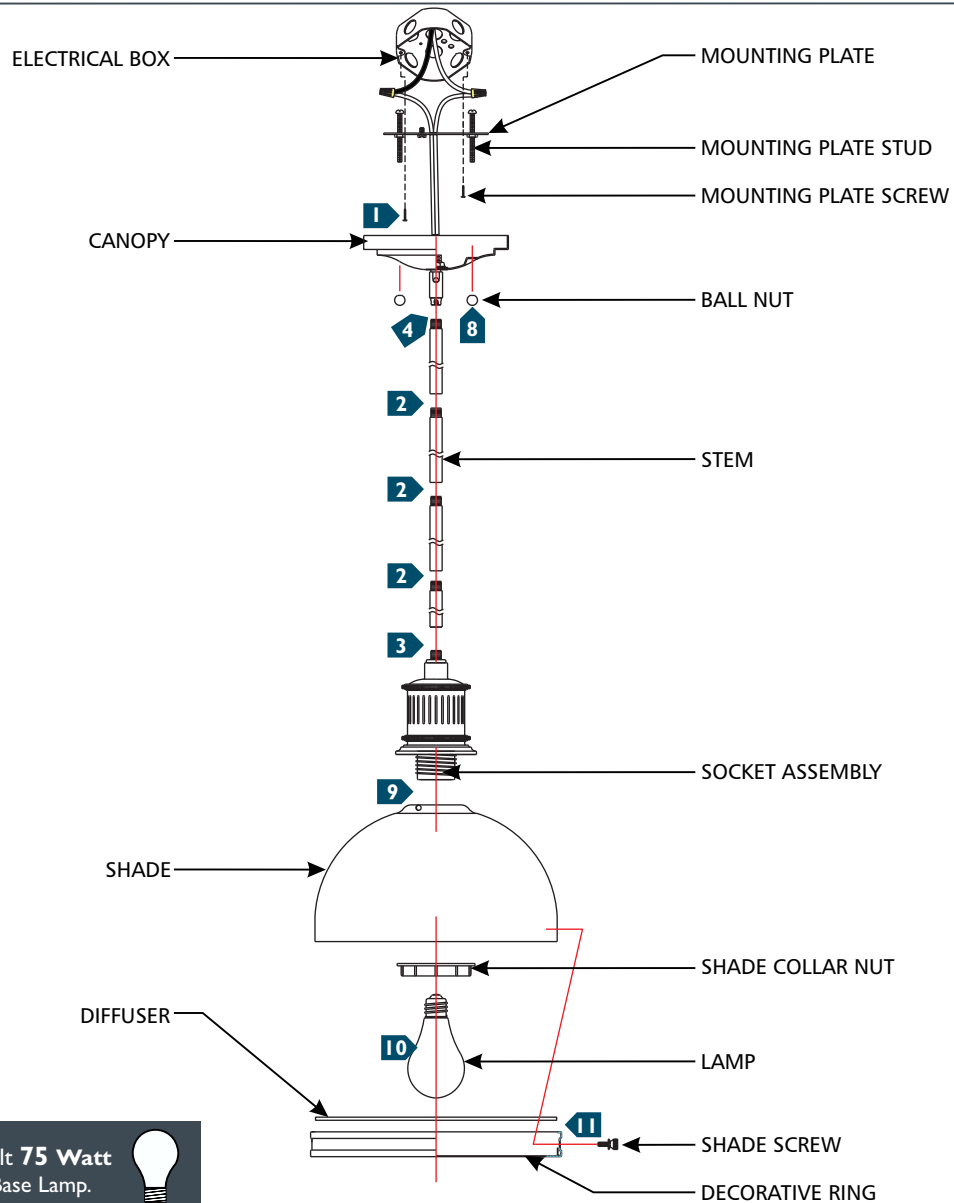 ELECTRICAL BOX
MOUNTING PLATE
MOUNTING PLATE STUD
MOUNTING PLATE SCREW
1
CANOPY
BALL NUT
4
8
2
STEM
2
2
3
SOCKET ASSEMBLY
9
SHADE
SHADE COLLAR NUT
DIFFUSER
10
LAMP
11
SHADE SCREW
lt 75 Watt
Base Lamp.
DECORATIVE RING